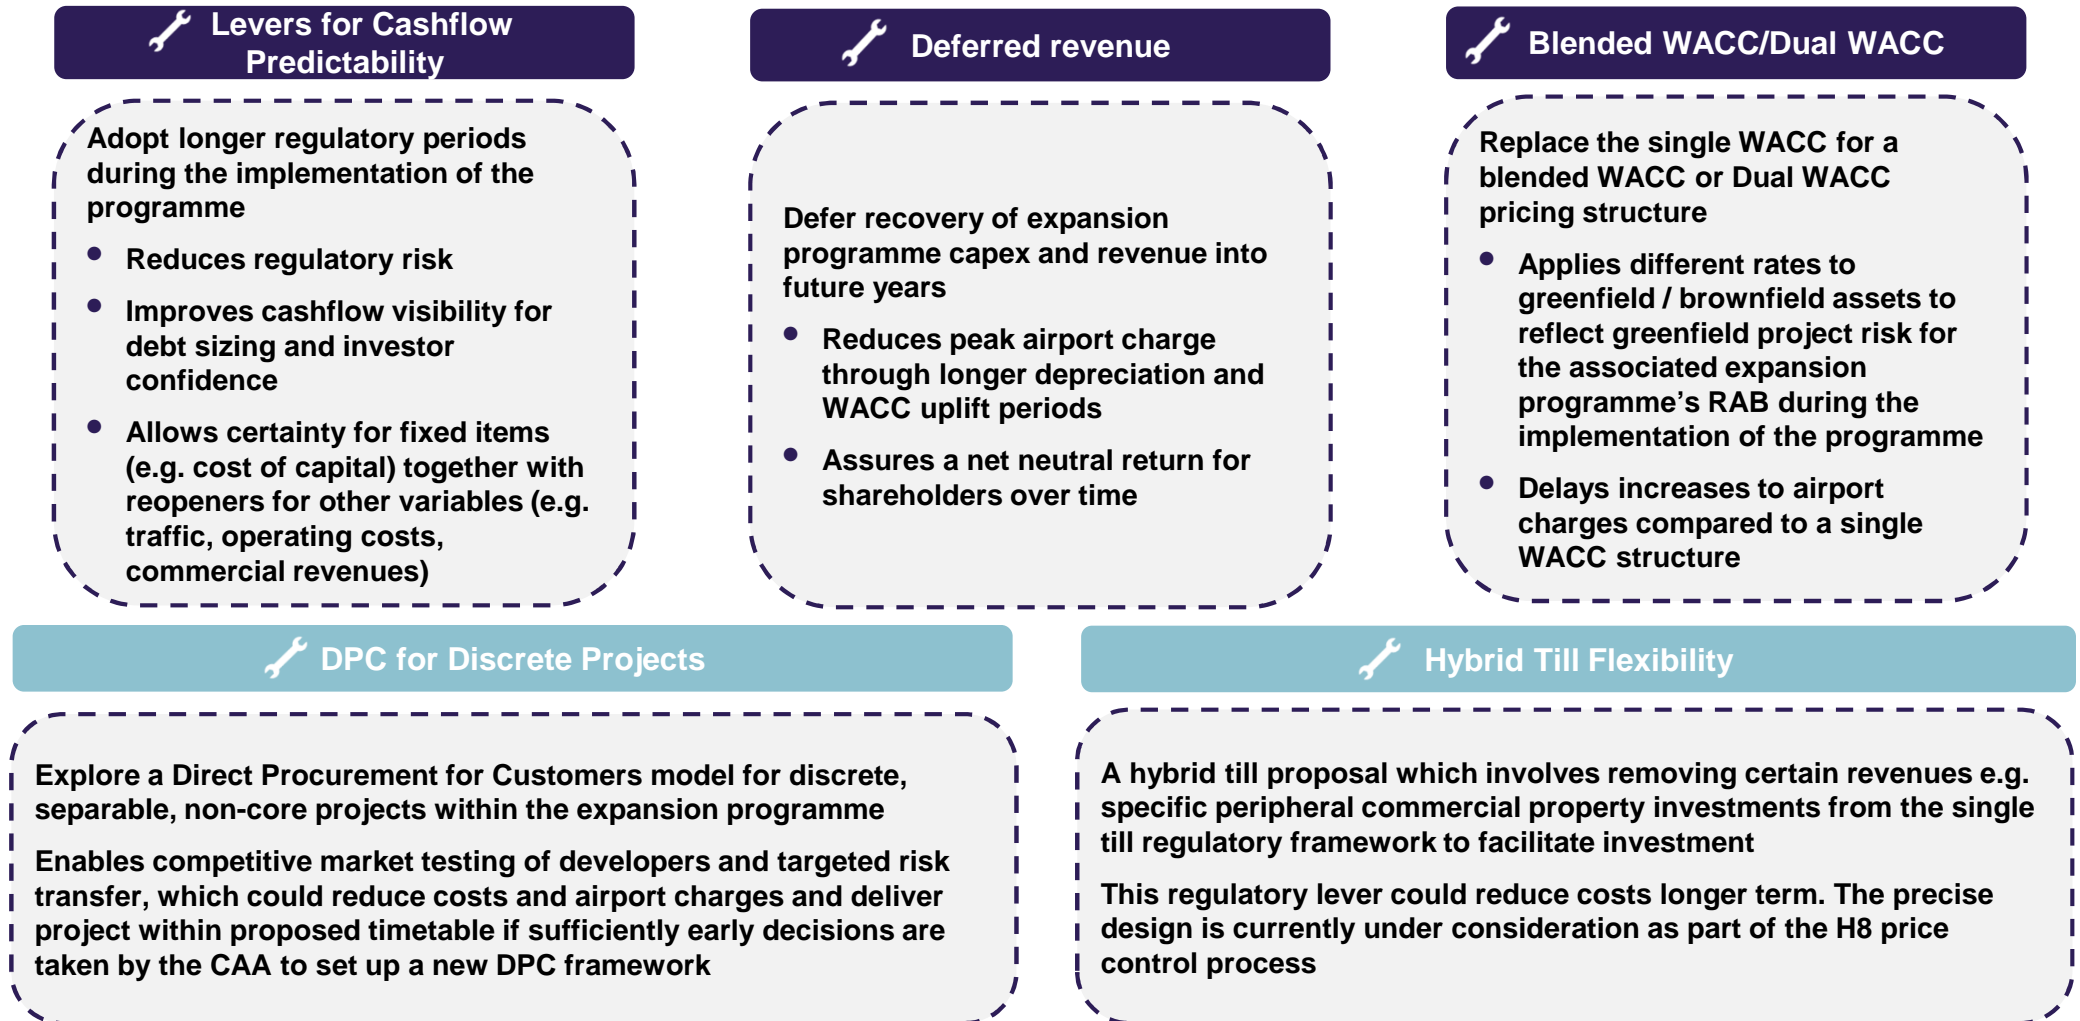 Levers for Cashflow
Predictability
Adopt longer regulatory periods
during the implementation of the
programme
• Reduces regulatory risk
• Improves cashflow visibility for
debt sizing and investor
confidence
• Allows certainty for fixed items
(e.g. cost of capital) together with
reopeners for other variables (e.g.
traffic, operating costs,
commercial revenues)
Deferred revenue
Defer recovery of expansion
programme capex and revenue into
future years
• Reduces peak airport charge
through longer depreciation and
WACC uplift periods
• Assures a net neutral return for
shareholders over time
Blended WACC/Dual WACC
Replace the single WACC for a
blended WACC or Dual WACC
pricing structure
• Applies different rates to
greenfield / brownfield assets to
reflect greenfield project risk for
the associated expansion
programme’s RAB during the
implementation of the programme
• Delays increases to airport
charges compared to a single
WACC structure
DPC for Discrete Projects
Explore a Direct Procurement for Customers model for discrete,
separable, non-core projects within the expansion programme
Enables competitive market testing of developers and targeted risk
transfer, which could reduce costs and airport charges and deliver
project within proposed timetable if sufficiently early decisions are
taken by the CAA to set up a new DPC framework
Hybrid Till Flexibility
A hybrid till proposal which involves removing certain revenues e.g.
specific peripheral commercial property investments from the single
till regulatory framework to facilitate investment
This regulatory lever could reduce costs longer term. The precise
design is currently under consideration as part of the H8 price
control process